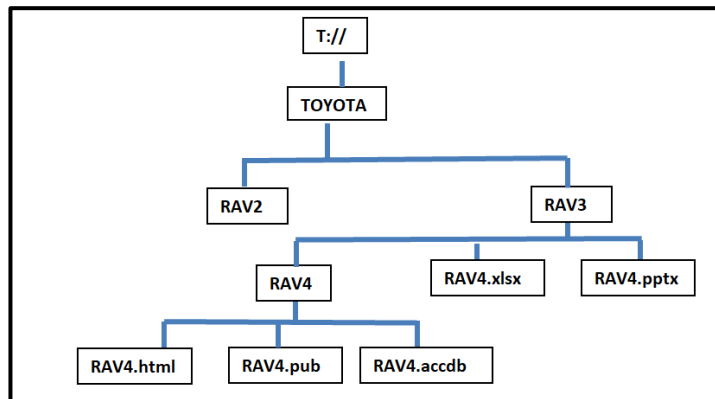 T://
TOYOTA
RAV2
RAV3
RAV4
RAV4.xlsx
RAV4.pptx
RAV4.html
RAV4.pub
RAV4.accdb